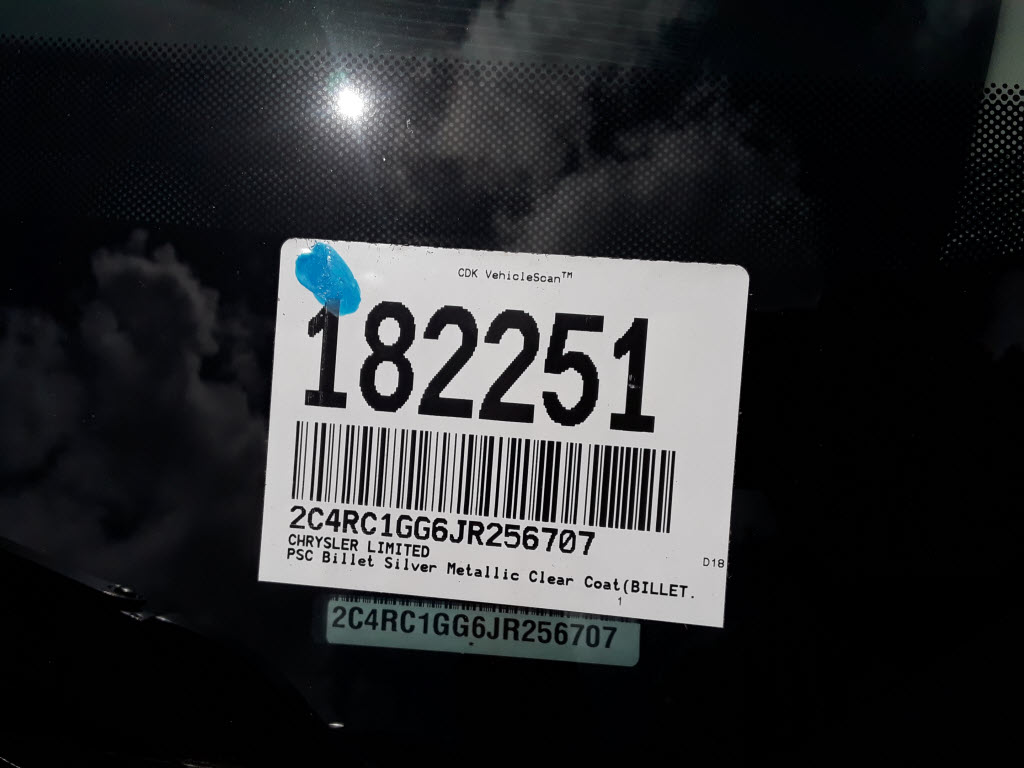 CDK VehicleScan™
182251
2C4RC1GG6JR256707
CHRYSLER LIMITED
D18
PSC Billet Silver Metallic Clear Coat(BILLET.
1
2C4RC1GG6JR256707